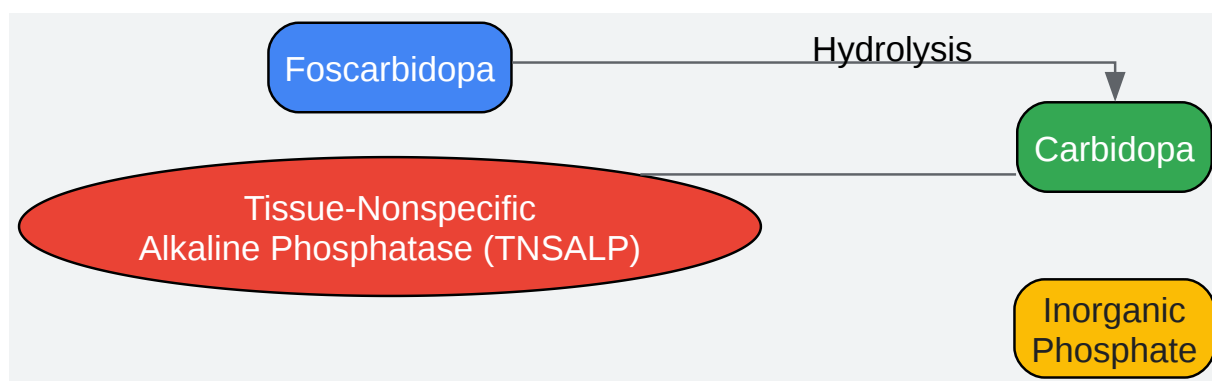 Foscarbidopa
Hydrolysis
Carbidopa
Tissue-Nonspecific
Alkaline Phosphatase (TNSALP)
Inorganic
Phosphate